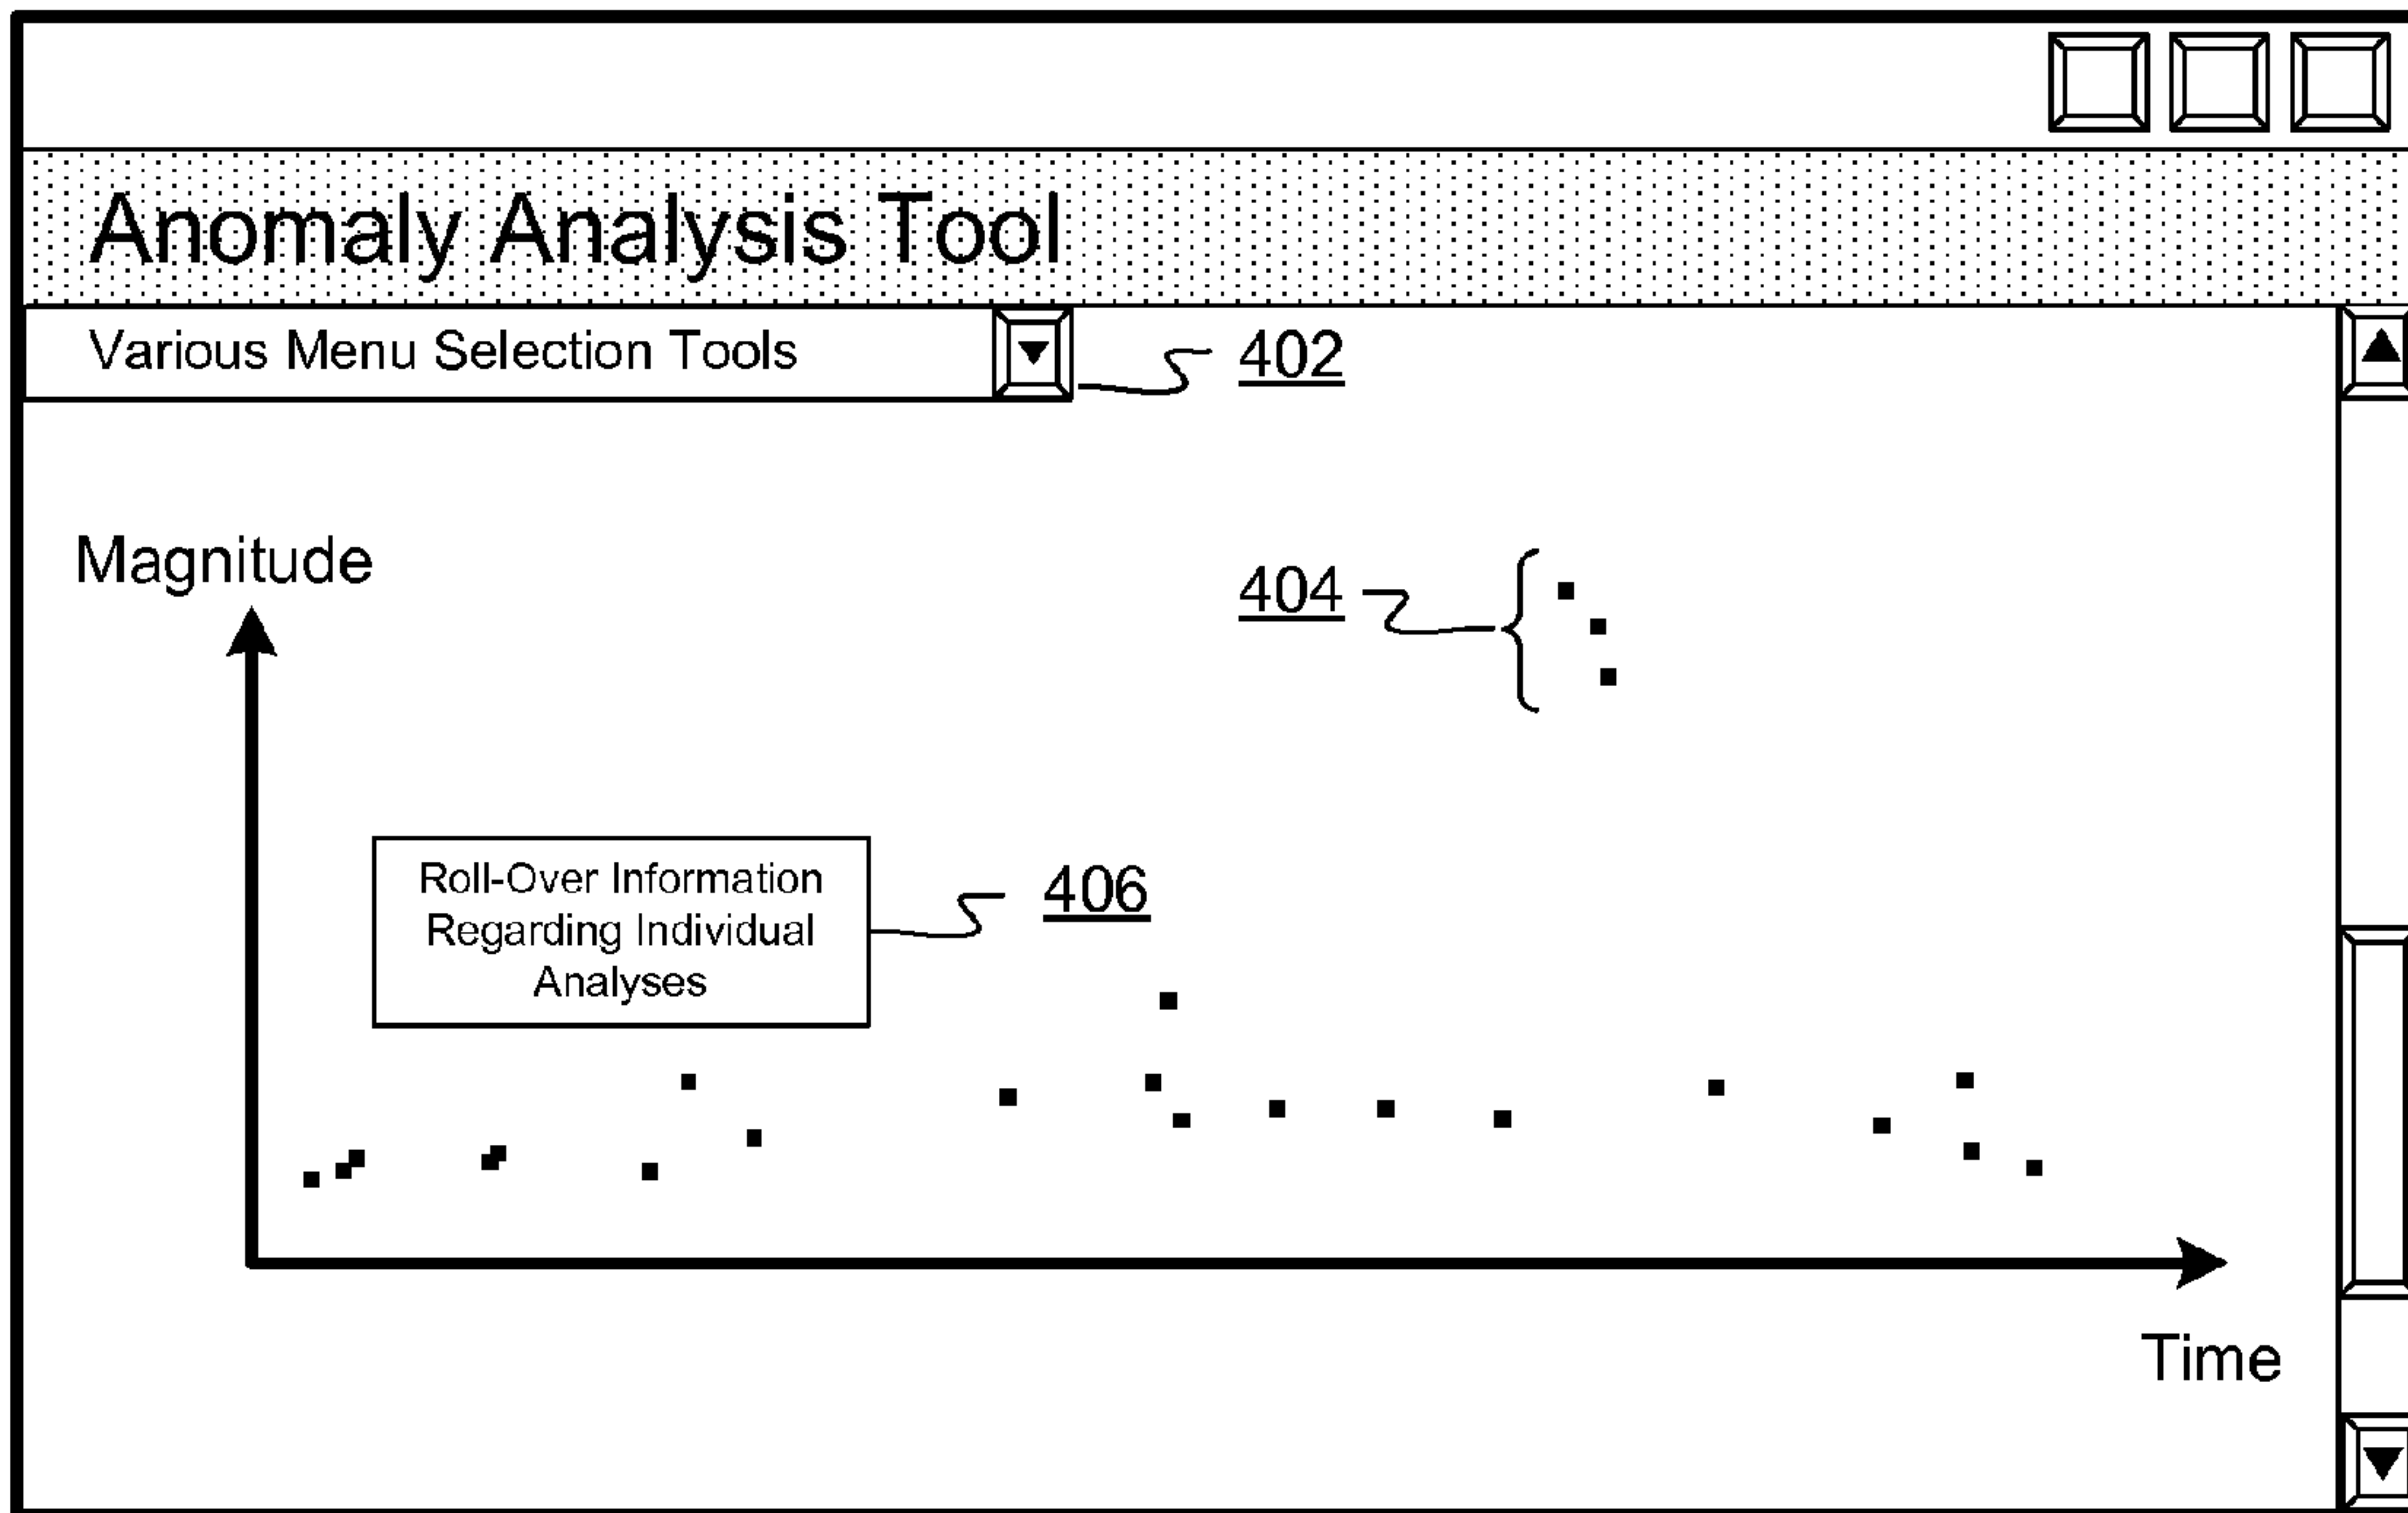 Anomaly Analysis Tool
Various Menu Selection Tools
402
Magnitude
404
Roll-Over Information
Regarding Individual
Analyses
406
Time